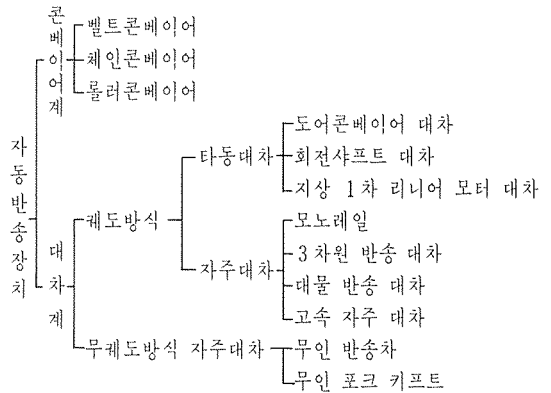 자동반송장치
콘베이어계
벨트콘베이어
체인콘베이어
롤러콘베이어
대차계
궤도방식
타동대차
도어콘베이어 대차
회전샤프트 대차
지상 1차 리니어 모터 대차
자주대차
모노레일
3차원 반송 대차
대물 반송 대차
고속 자주 대차
무궤도방식 자주대차
무인 반송차
무인 포크 키프트